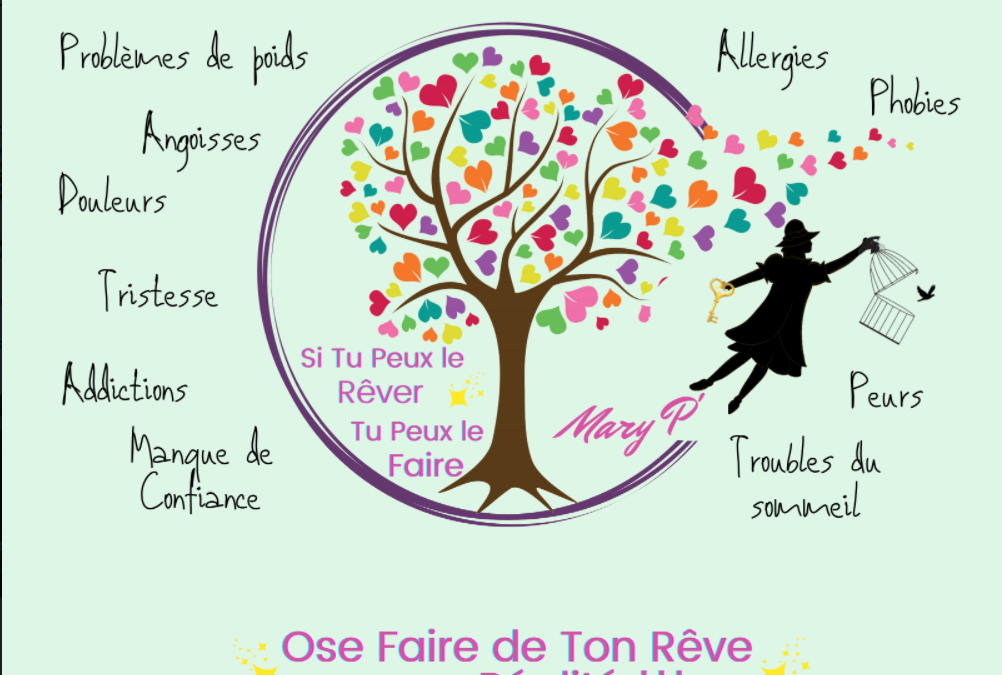 Problèmes de poids
Allergies
Phobies
Angoisses
Douleurs
Tristesse
Si Tu Peux le
Rêver
Addictions
Peurs
Tu Peux le
Mary P'
Faire
Manque de
Confiance
Troubles du
sommeil
Ose Faire de Ton Rêve